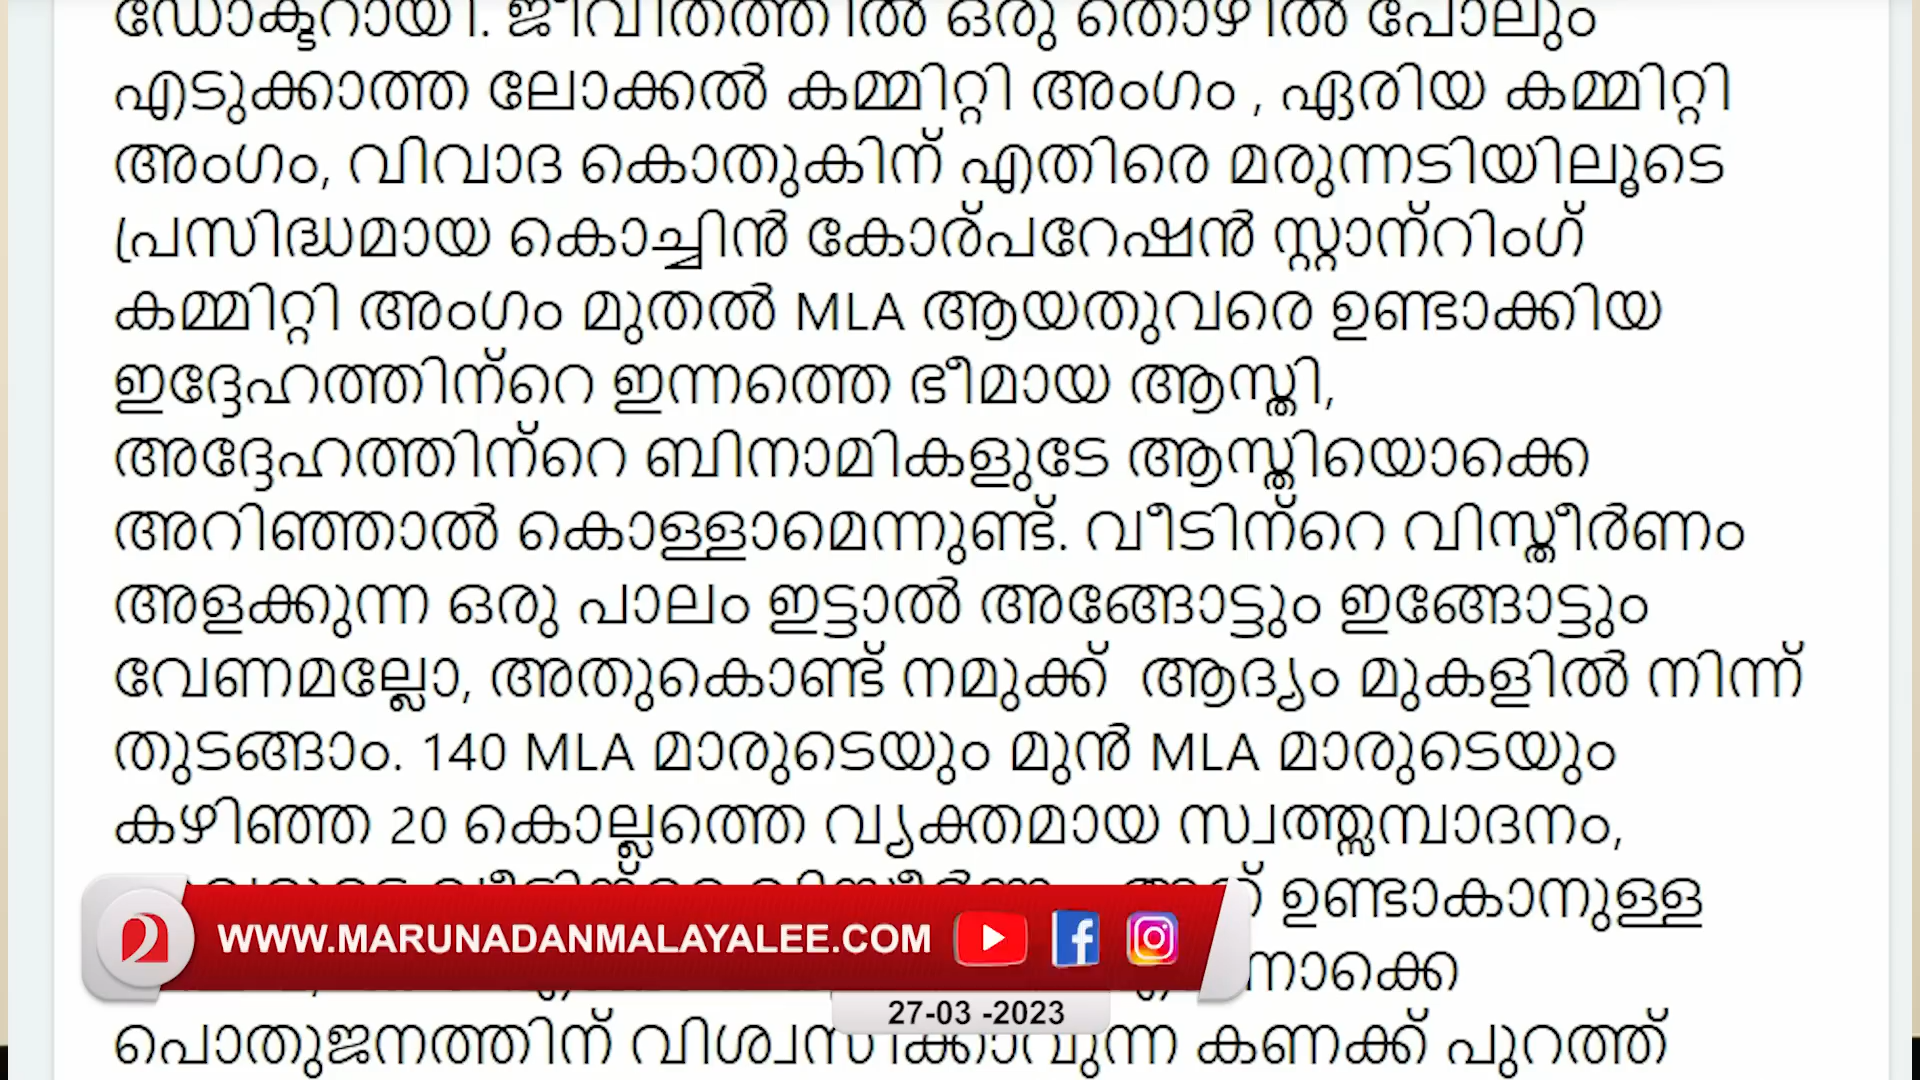 ഡോക്ടറായി. ജീവിതത്തിൽ ഒരു തൊഴിൽ പോലും
എടുക്കാത്ത ലോക്കൽ കമ്മിറ്റി അംഗം , ഏരിയ കമ്മിറ്റി
അംഗം, വിവാദ കൊതുകിന് എതിരെ മരുന്നടിയിലൂടെ
പ്രസിദ്ധമായ കൊച്ചിൻ കോര്പറേഷൻ സ്റ്റാന്റിംഗ്
കമ്മിറ്റി അംഗം മുതൽ MLA ആയതുവരെ ഉണ്ടാക്കിയ
ഇദ്ദേഹത്തിന്റെ ഇന്നത്തെ ഭീമായ ആസ്തി,
അദ്ദേഹത്തിന്റെ ബിനാമികളുടേ ആസ്തിയൊക്കെ
അറിഞ്ഞാൽ കൊള്ളാമെന്നുണ്ട്. വീടിന്റെ വിസ്തീർണം
അളക്കുന്ന ഒരു പാലം ഇട്ടാൽ അങ്ങോട്ടും ഇങ്ങോട്ടും
വേണമല്ലോ, അതുകൊണ്ട് നമുക്ക് ആദ്യം മുകളിൽ നിന്ന്
തുടങ്ങാം. 140 MLA മാരുടെയും മുൻ MLA മാരുടെയും
കഴിഞ്ഞ 20 കൊല്ലത്തെ വ്യക്തമായ സ്വത്ത്സമ്പാദനം,
ഉണ്ടാകാനുള്ള
WWW.MARUNADANMALAYALEE.COM
27-03 -2023
പൊതുജനത്തിന് വിശ്വസിക്കാവുന്ന കണക്ക് പുറത്ത്